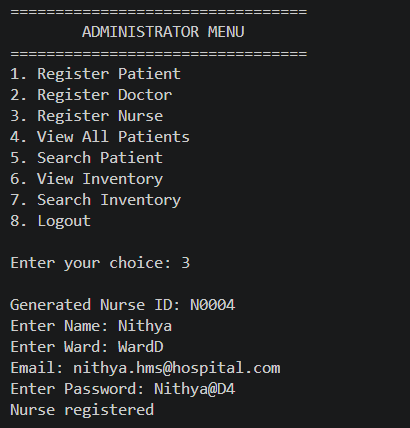 =================================
ADMINISTRATOR MENU
=================================
1. Register Patient
2. Register Doctor
3. Register Nurse
4. View All Patients
5. Search Patient
6. View Inventory
7. Search Inventory
8. Logout
Enter your choice: 3
Generated Nurse ID: N0004
Enter Name: Nithya
Enter Ward: WardD
Email: nithya.hms@hospital.com
Enter Password: Nithya@D4
Nurse registered